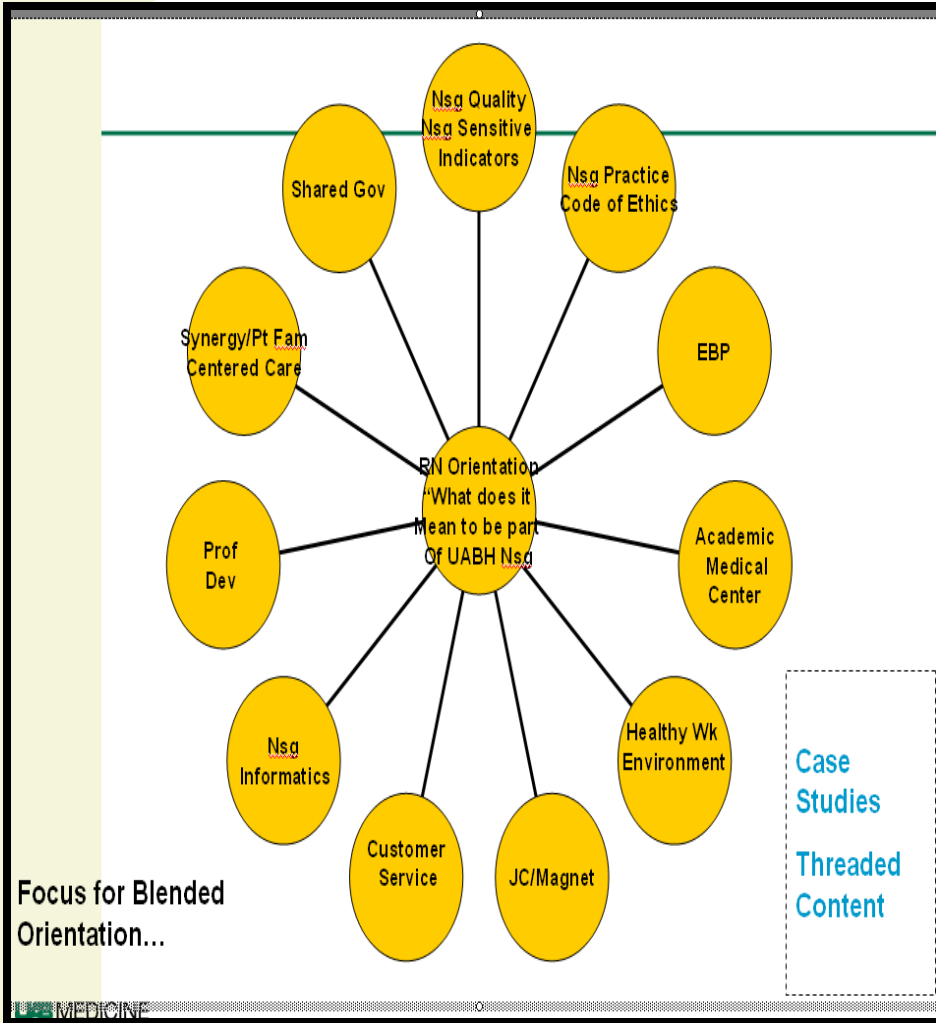 Nsg Quality
Nsg Sensitive
Indicators
Shared Gov
Nsg Practice
Code of Ethics
Synergy/Pt Fam
Centered Care
EBP
RN Orientation
“What does it
Mean to be part
Of UABH Nsg
Prof
Dev
Academic
Medical
Center
Nsg
Informatics
Healthy Wk
Environment
Customer
Service
JC/Magnet
Case
Studies
Threaded
Content
Focus for Blended
Orientation…
MEDICINE